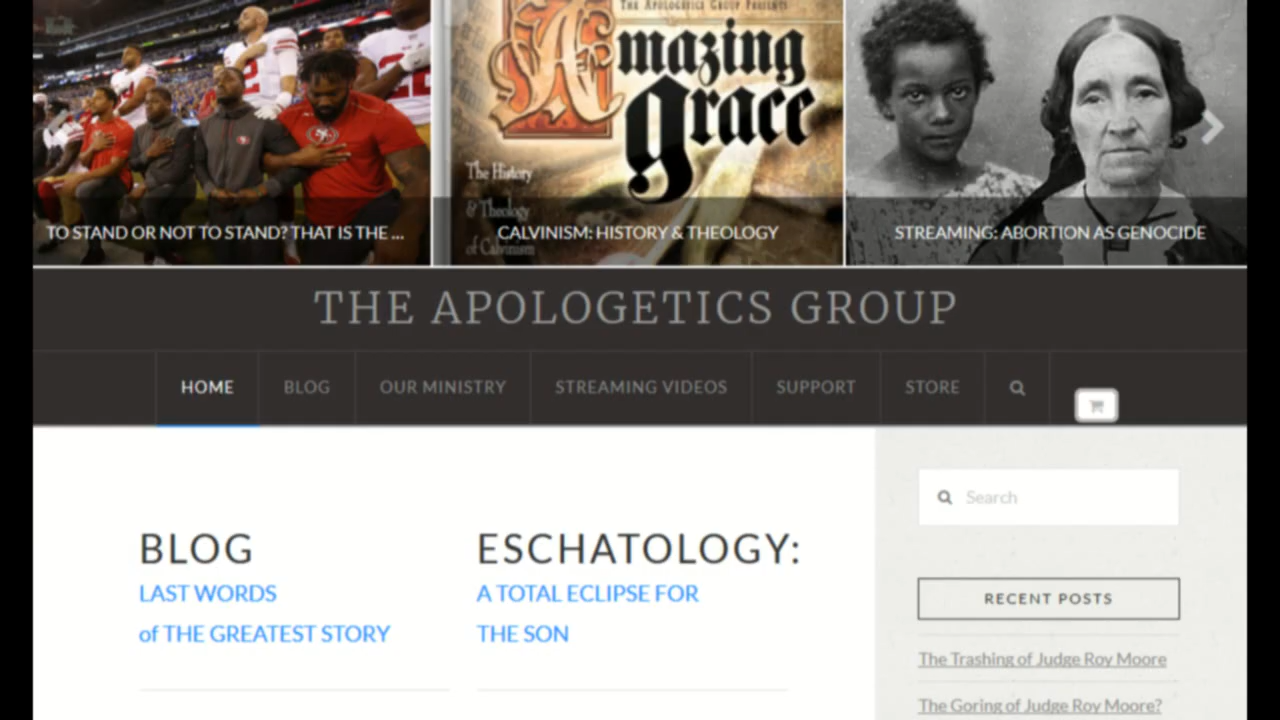 The Apologetics Group Presents
Amazing
grace
The History
& Theology
of Calvinism
TO STAND OR NOT TO STAND? THAT IS THE ...
CALVINISM: HISTORY & THEOLOGY
STREAMING: ABORTION AS GENOCIDE
THE APOLOGETICS GROUP
HOME BLOG OUR MINISTRY STREAMING VIDEOS SUPPORT STORE
Search
BLOG
LAST WORDS
of THE GREATEST STORY
ESCHATOLOGY:
A TOTAL ECLIPSE FOR
THE SON
RECENT POSTS
The Trashing of Judge Roy Moore
The Goring of Judge Roy Moore?